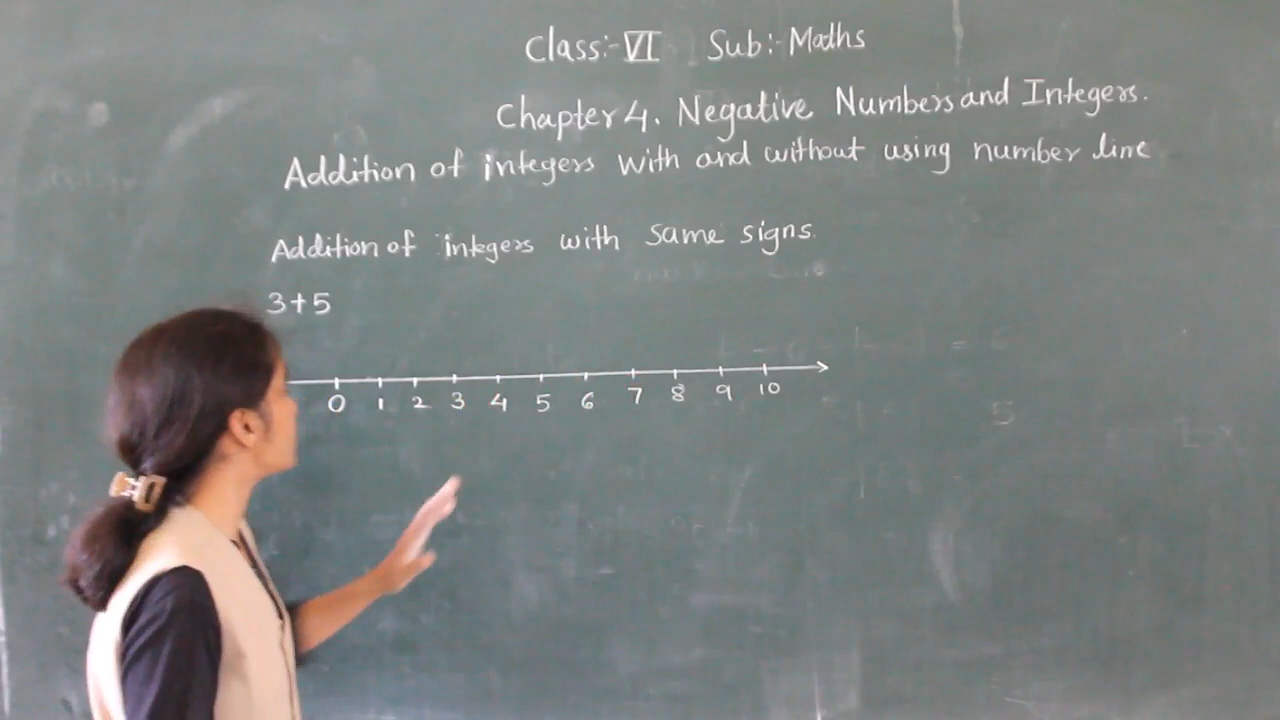 Class:- VI Sub:- Maths
Chapter 4. Negative Numbers and Integers.
Addition of integers with and without using number line
Addition of integers with same signs.
3+5
0 1 2 3 4 5 6 7 8 9 10
5